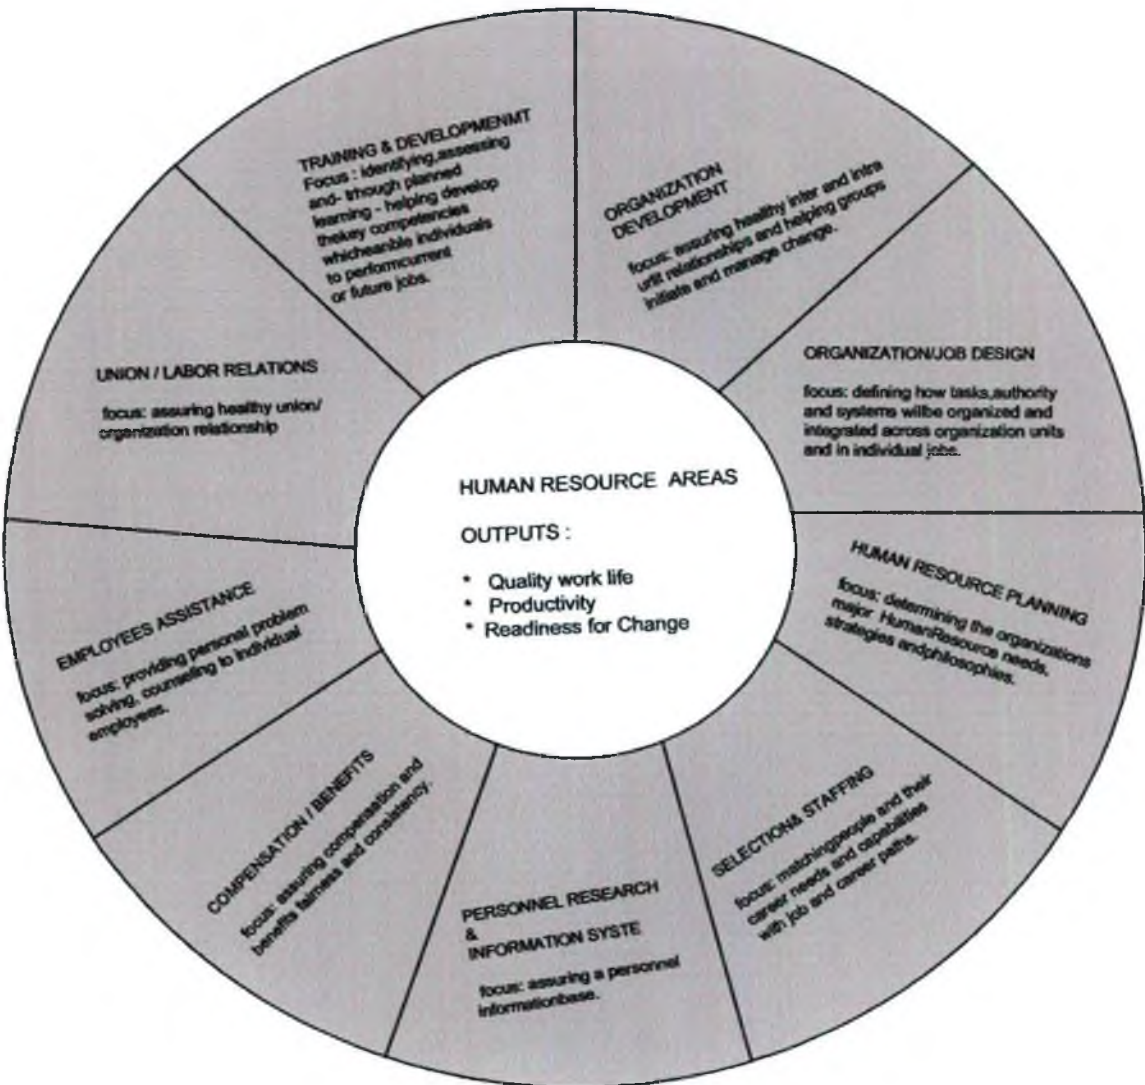 TRAINING & DEVELOPMENMT
Focus : identifying,assessing
and- trhough planned
learning - helping develop
thekey competencies
whicheanble individuals
to performcurrent
or future jobs.
ORGANIZATION
DEVELOPMENT
focus: assuring healthy inter and intra
urfit relationships and helping groups
initiate and manage change.
ORGANIZATION/JOB DESIGN
focus: defining how tasks,authority
and systems willbe organized and
integrated across organization units
and in individual jobs.
HUMAN RESOURCE PLANNING
focus: determining the organizations
major HumanResource needs,
strategies andphilosophies.
SELECTION& STAFFING
focus: matchingpeople and their
career needs and capabilities
with job and career paths.
PERSONNEL RESEARCH
&
INFORMATION SYSTE
focus: assuring a personnel
informationbase.
COMPENSATION / BENEFITS
focus: assuring compensation and
benefits fairness and consistency.
EMPLOYEES ASSISTANCE
focus: providing personal problem
solving, counseling to individual
employees.
UNION / LABOR RELATIONS
focus: assuring healthy union/
organization relationship
HUMAN RESOURCE AREAS
OUTPUTS :
* Quality work life
* Productivity
* Readiness for Change